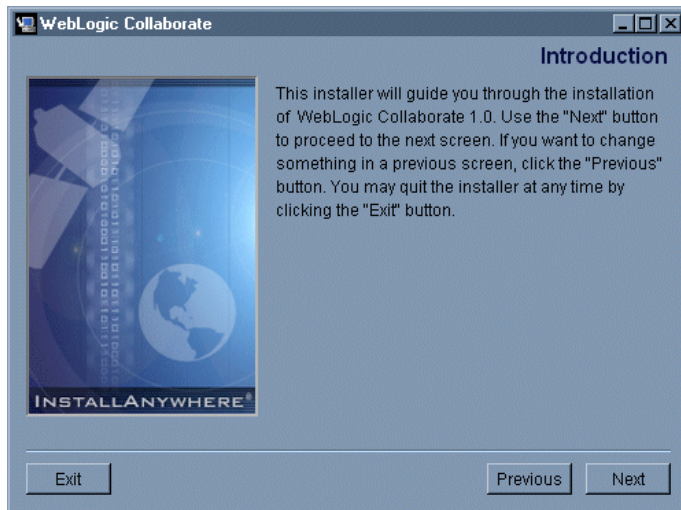 WebLogic Collaborate
Introduction
This installer will guide you through the installation
of WebLogic Collaborate 1.0. Use the "Next" button
to proceed to the next screen. If you want to change
something in a previous screen, click the "Previous"
button. You may quit the installer at any time by
clicking the "Exit" button.
INSTALLANYWHERE®
Exit
Previous
Next